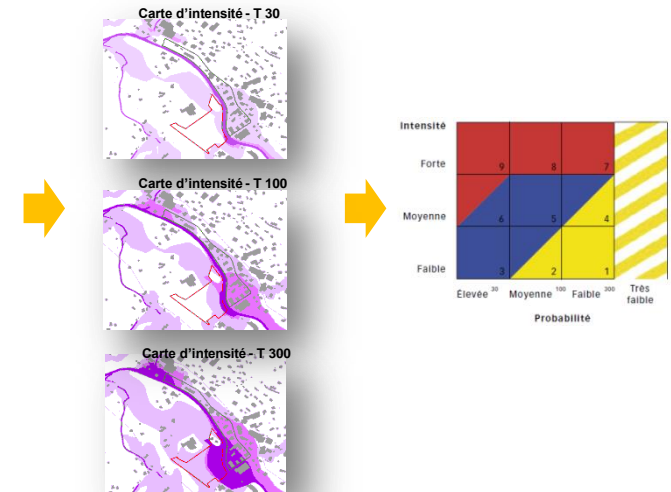 Carte d'intensité - T 30
Carte d'intensité - T 100
Carte d'intensité - T 300
Intensité
Forte
9 8 7
Moyenne
6 5 4
Faible
3 2 1
Élevée 30 Moyenne 100 Faible 300 Très
faible
Probabilité